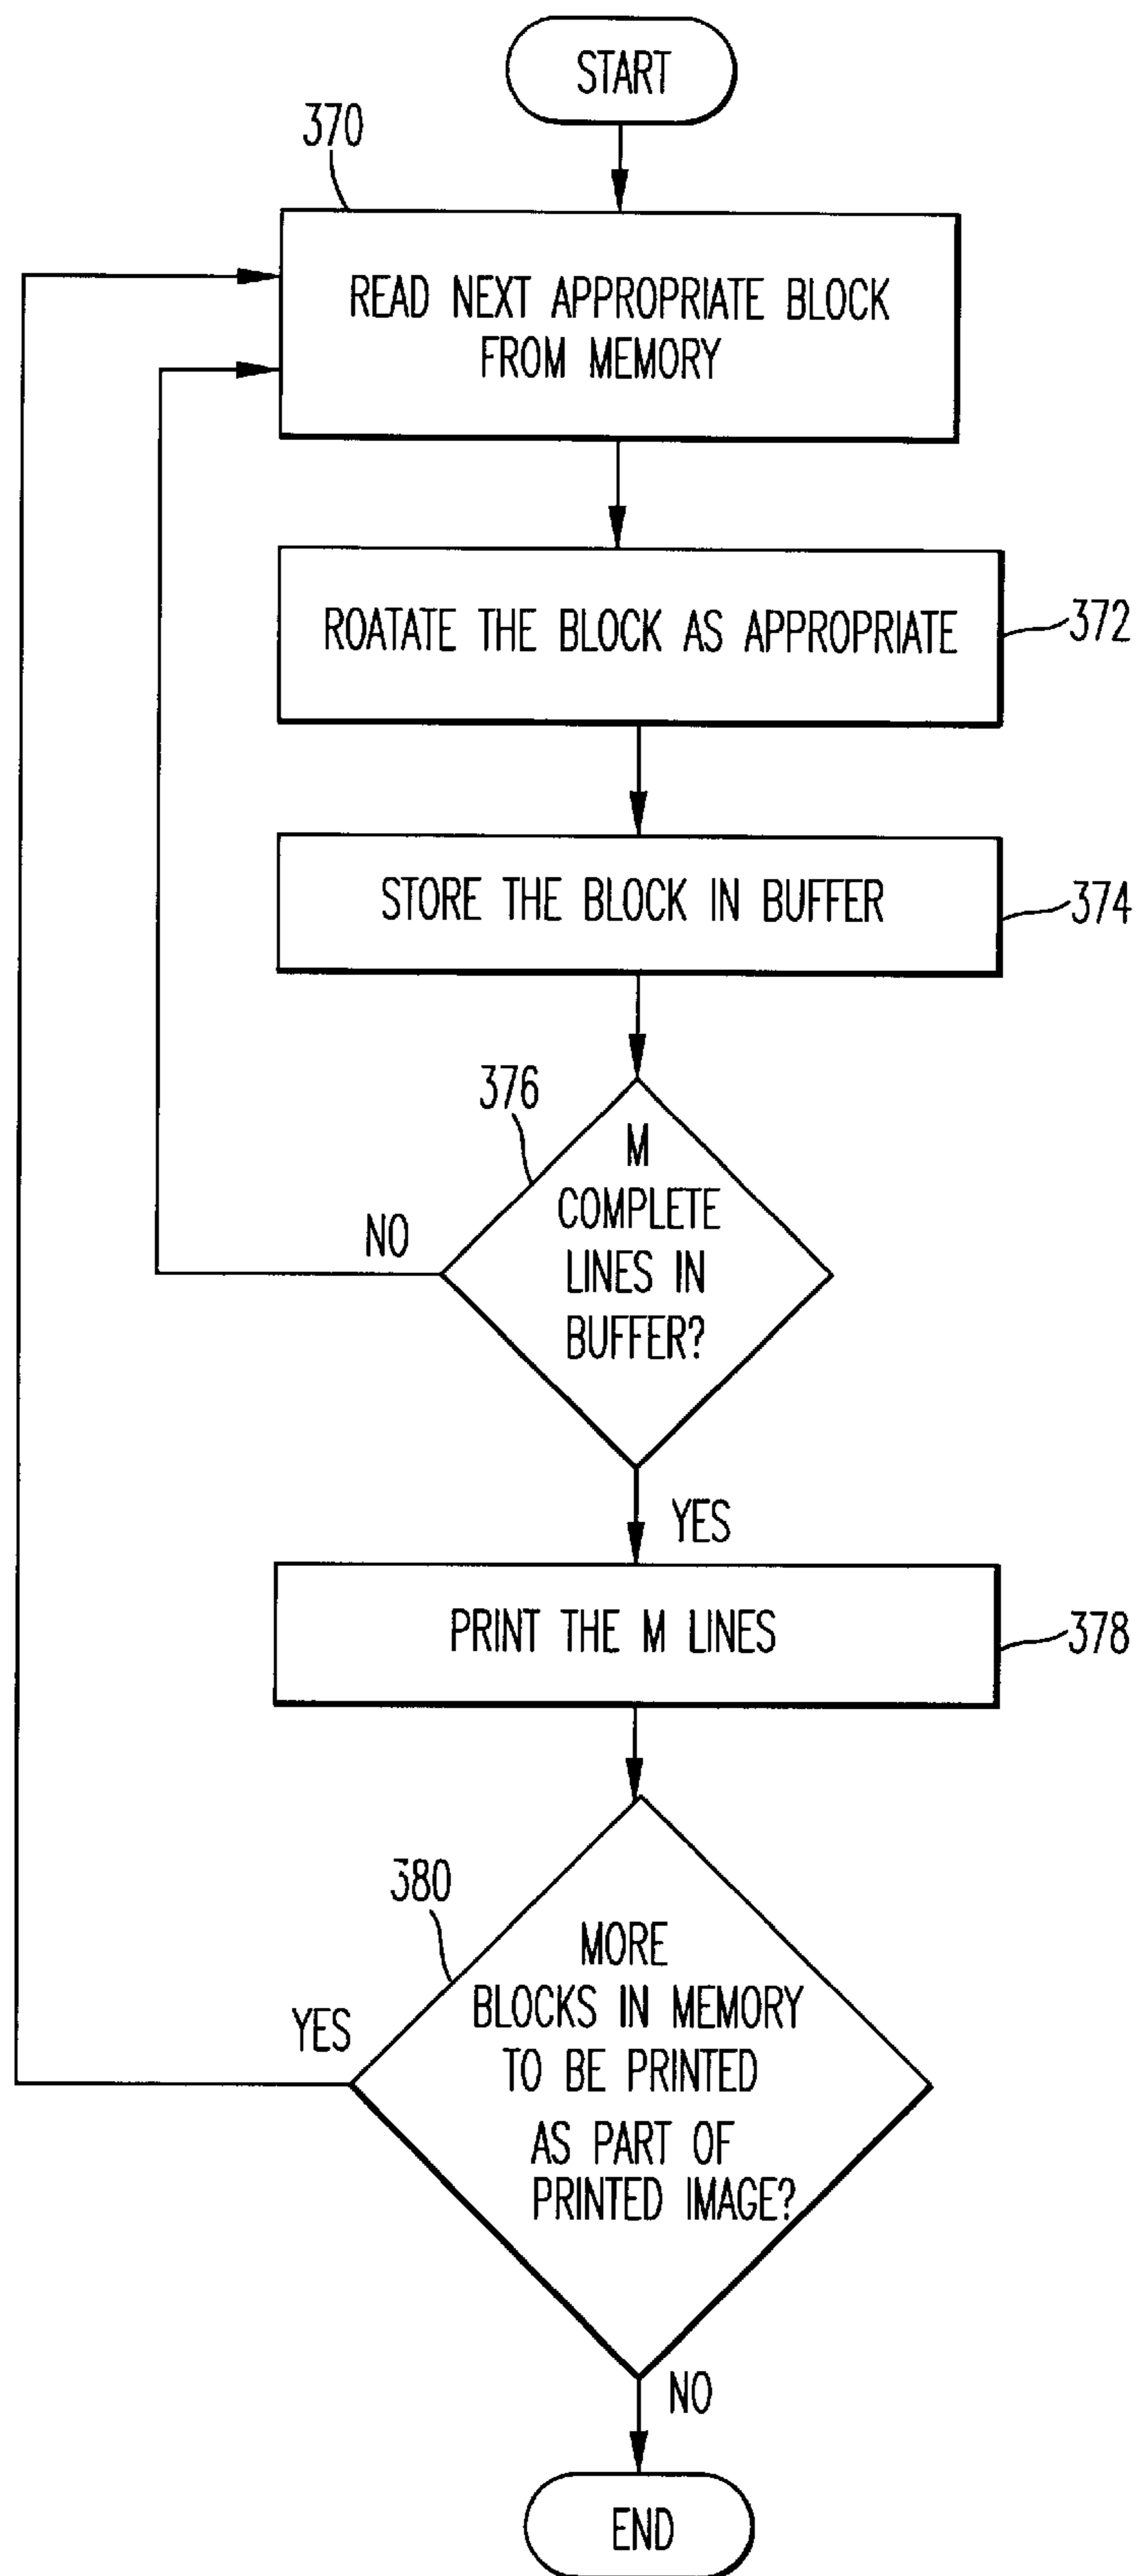 START
370
READ NEXT APPROPRIATE BLOCK
FROM MEMORY
ROATATE THE BLOCK AS APPROPRIATE
372
STORE THE BLOCK IN BUFFER
374
376
M
COMPLETE
LINES IN
BUFFER?
NO
YES
PRINT THE M LINES
378
380
MORE
BLOCKS IN MEMORY
TO BE PRINTED
AS PART OF
PRINTED IMAGE?
YES
NO
END